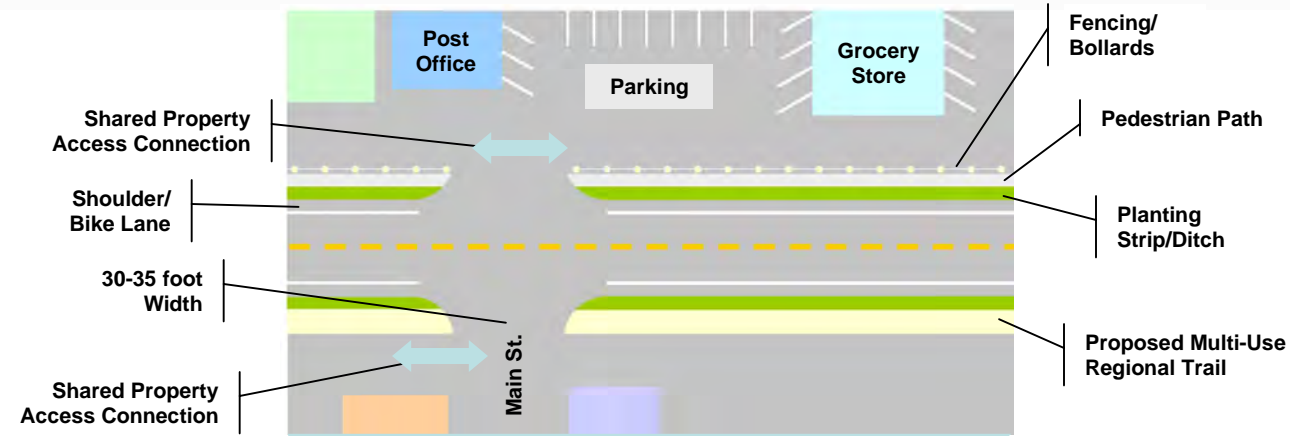 Post
Office
Parking
Grocery
Store
Fencing/
Bollards
Shared Property
Access Connection
Pedestrian Path
Shoulder/
Bike Lane
Planting
Strip/Ditch
30-35 foot
Width
Main St.
Proposed Multi-Use
Regional Trail
Shared Property
Access Connection